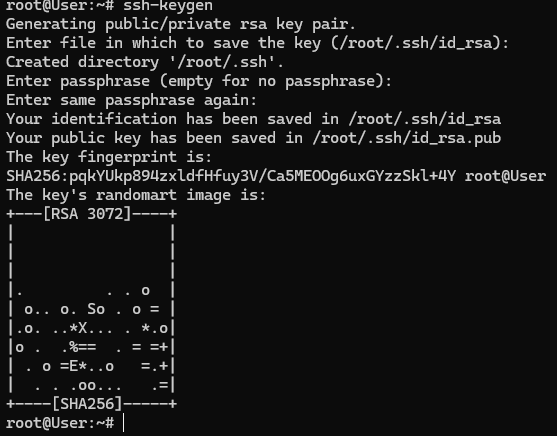 root@User:~# ssh-keygen
Generating public/private rsa key pair.
Enter file in which to save the key (/root/.ssh/id_rsa):
Created directory '/root/.ssh'.
Enter passphrase (empty for no passphrase):
Enter same passphrase again:
Your identification has been saved in /root/.ssh/id_rsa
Your public key has been saved in /root/.ssh/id_rsa.pub
The key fingerprint is:
SHA256:pqkYUkp894zxldfHfuy3V/Ca5MEOOg6uxGYzzSkl+4Y root@User
The key's randomart image is:
+---[RSA 3072]----+
|                 |
|                 |
|                 |
|.         . . o  |
| o.. o. So . o = |
|.o. ..*X... . *.o|
|o .  .%==  . = =+|
| . o =E*..o   =.+|
|  . . .oo...   .=|
+----[SHA256]-----+
root@User:~#